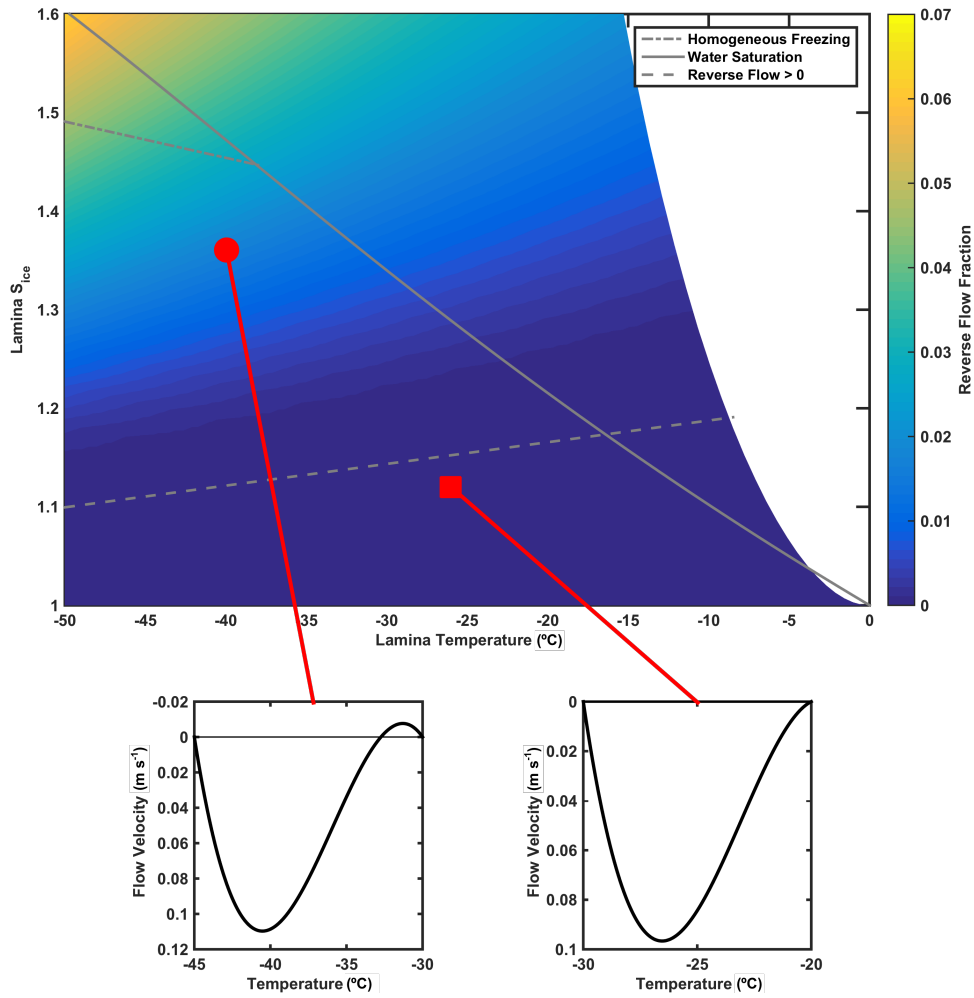 1.6
1.5
1.4
1.3
1.2
1.1
1
Lamina Sice
Homogeneous Freezing
Water Saturation
Reverse Flow > 0
0.07
0.06
0.05
0.04
0.03
0.02
0.01
0
Reverse Flow Fraction
-50 -45 -40 -35 -30 -25 -20 -15 -10 -5 0
Lamina Temperature (ºC)
-0.02
0
0.02
0.04
0.06
0.08
0.1
0.12
Flow Velocity (m s-1)
-45 -40 -35 -30
Temperature (ºC)
0
0.02
0.04
0.06
0.08
0.1
Flow Velocity (m s-1)
-30 -25 -20
Temperature (ºC)